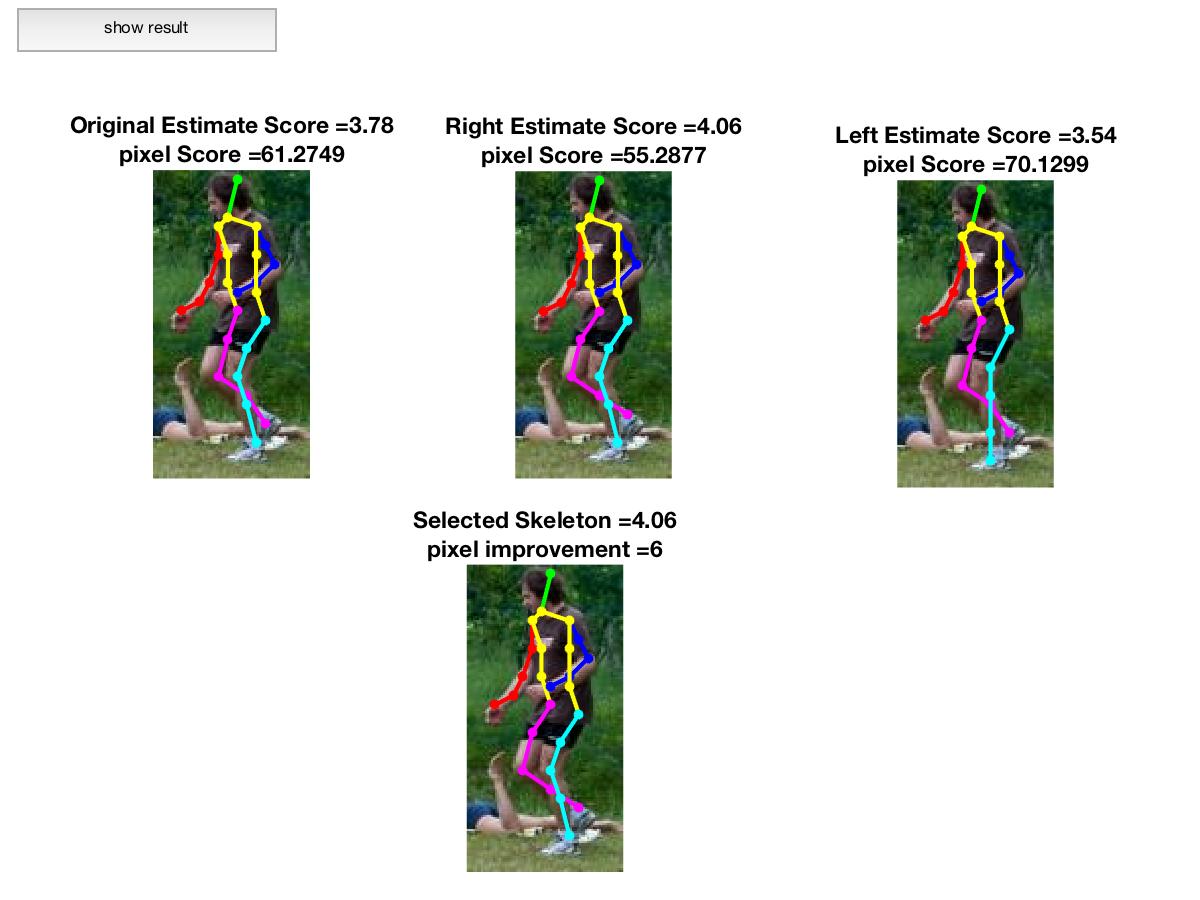 show result
Original Estimate Score =3.78
pixel Score =61.2749
Right Estimate Score =4.06
pixel Score =55.2877
Left Estimate Score =3.54
pixel Score =70.1299
Selected Skeleton =4.06
pixel improvement =6